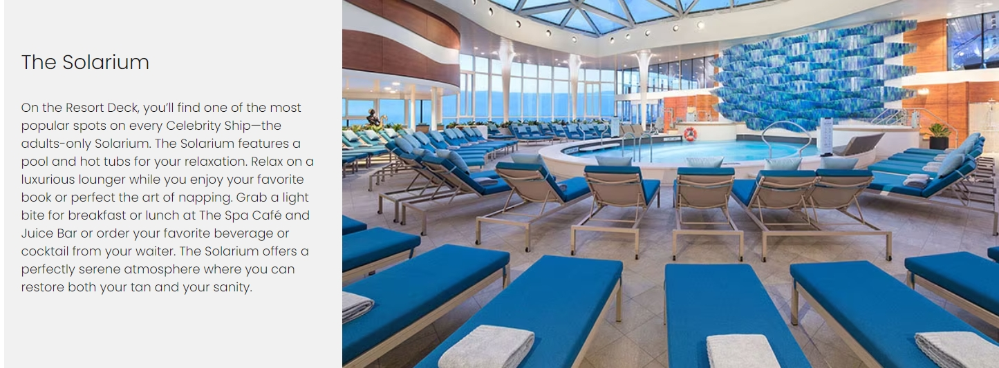 The Solarium
On the Resort Deck, you’ll find one of the most
popular spots on every Celebrity Ship—the
adults-only Solarium. The Solarium features a
pool and hot tubs for your relaxation. Relax on a
luxurious lounger while you enjoy your favorite
book or perfect the art of napping. Grab a light
bite for breakfast or lunch at The Spa Café and
Juice Bar or order your favorite beverage or
cocktail from your waiter. The Solarium offers a
perfectly serene atmosphere where you can
restore both your tan and your sanity.